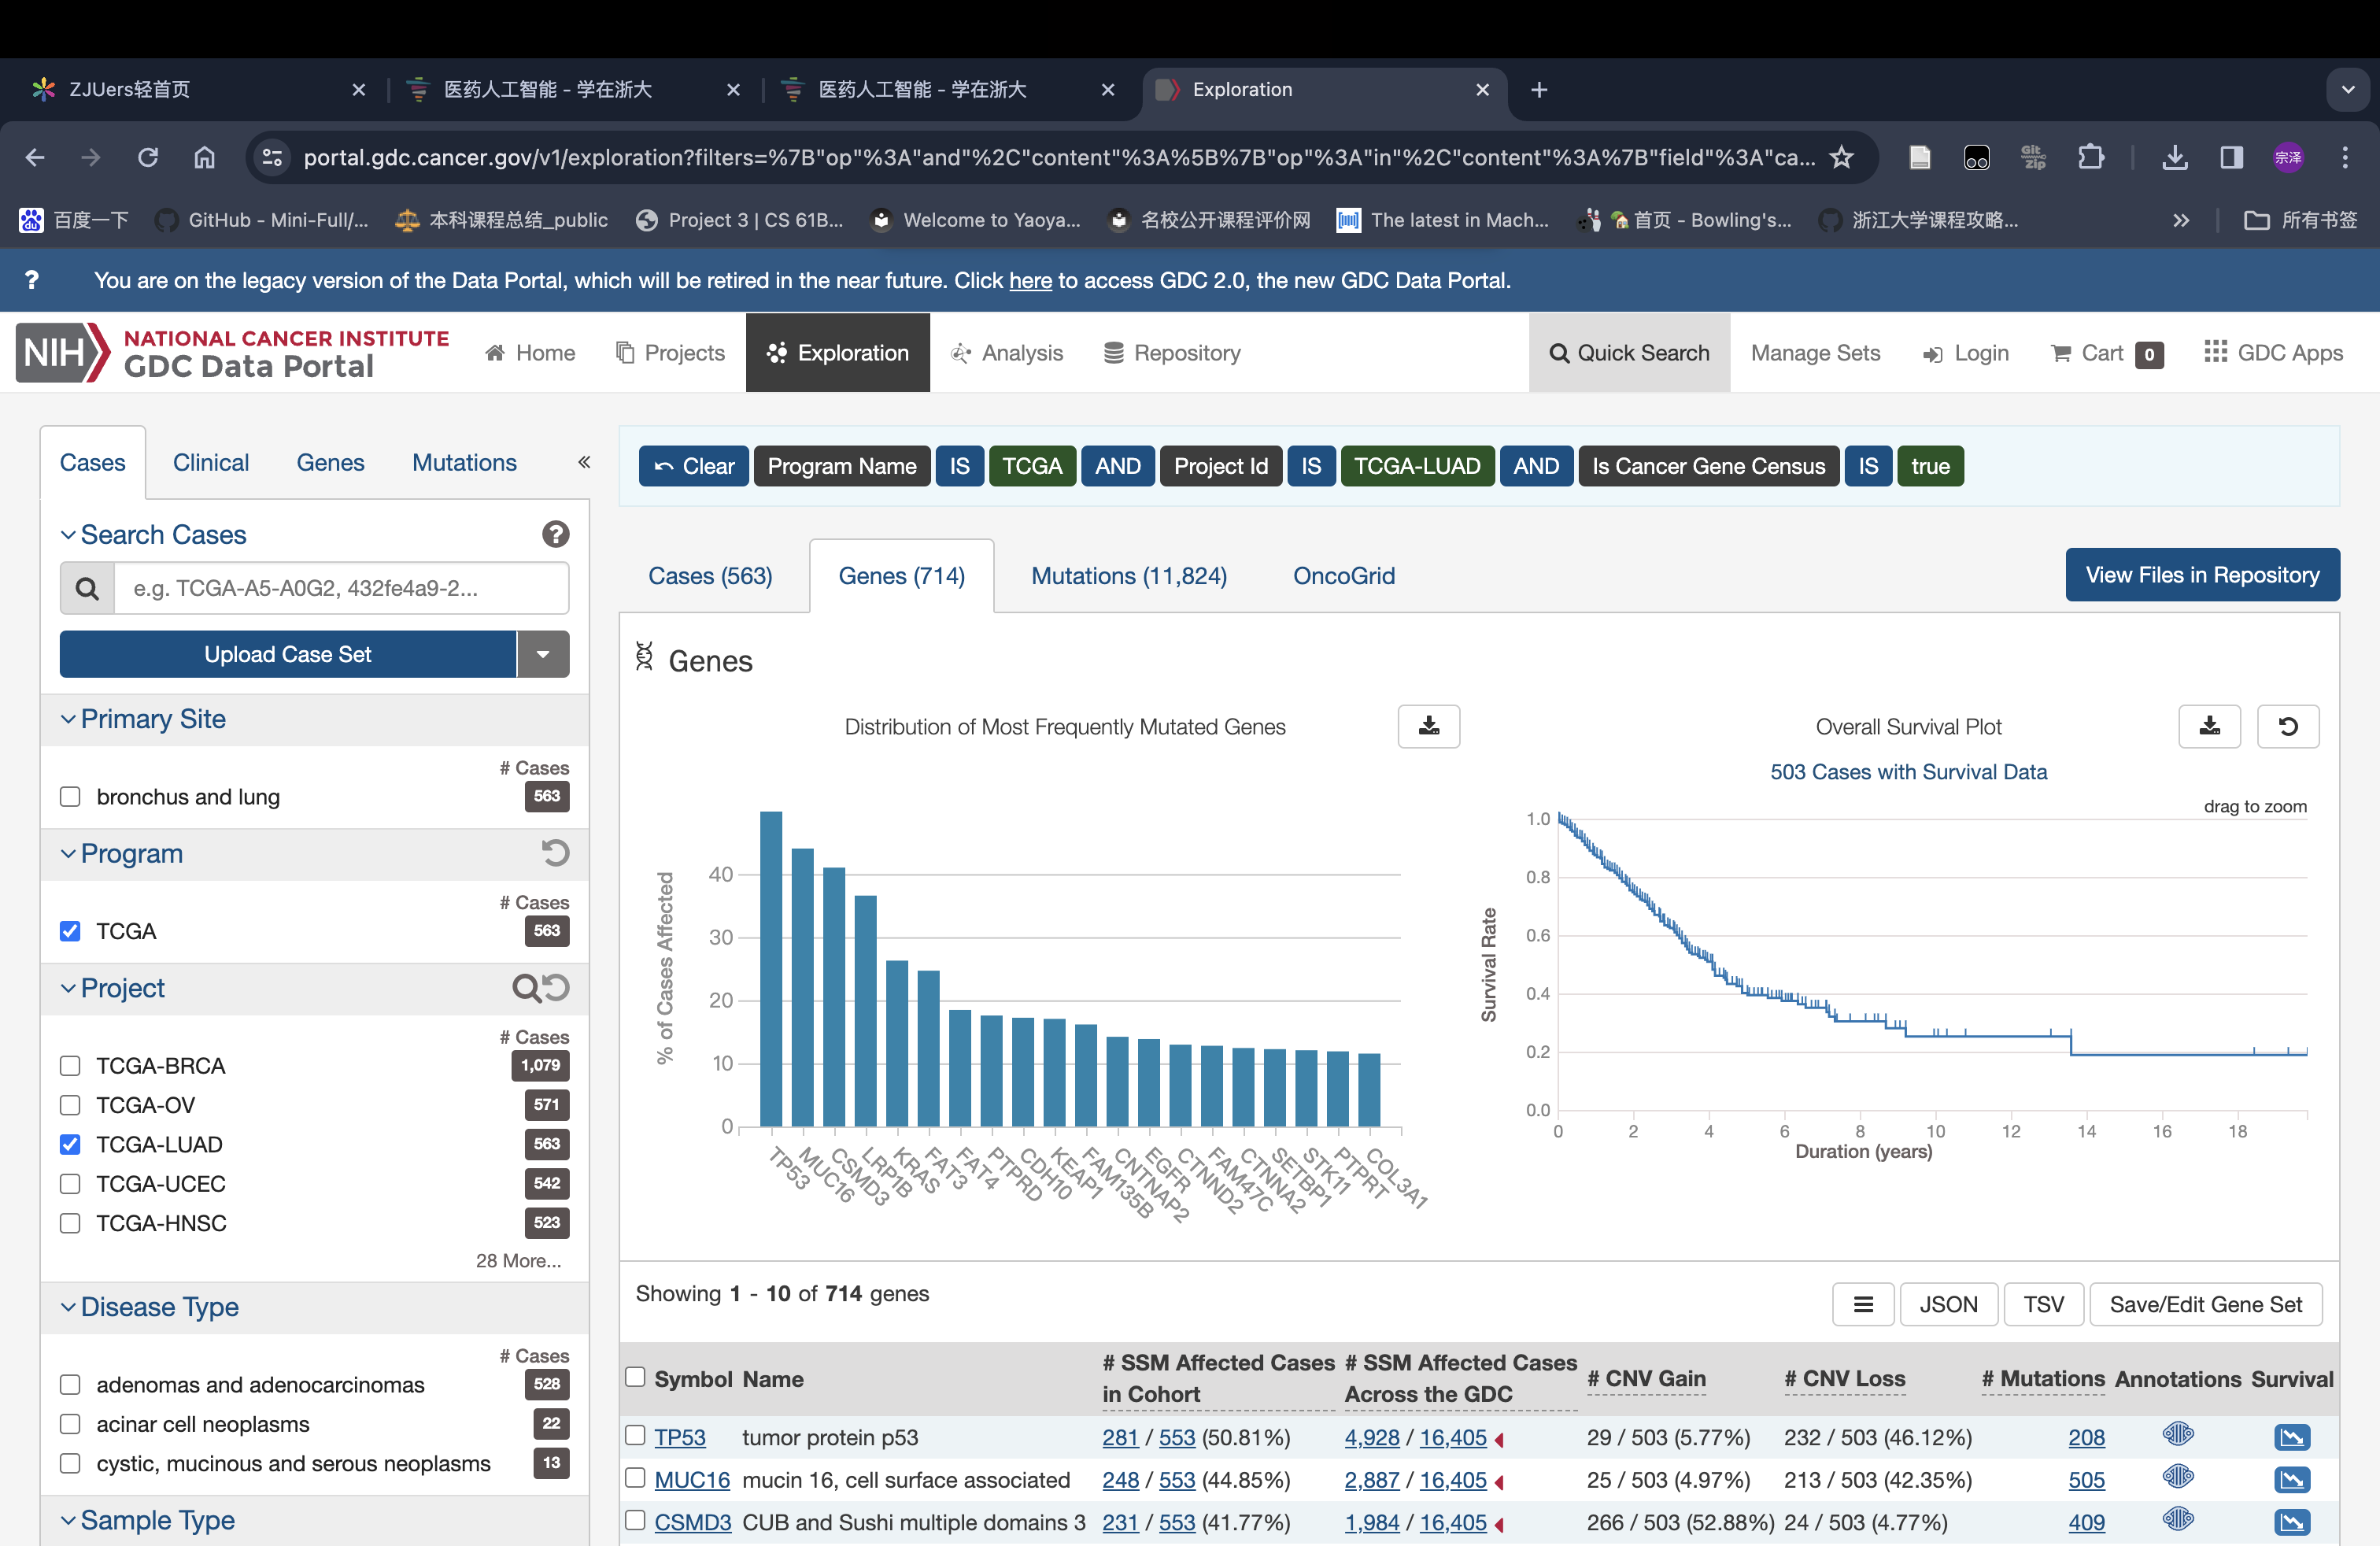 ZJUers轻首页
医药人工智能 - 学在浙大
医药人工智能 - 学在浙大
Exploration
portal.gdc.cancer.gov/v1/exploration?filters=%7B"op"%3A"and"%2C"content"%3A%5B%7B"op"%3A"in"%2C"content"%3A%7B"field"%3A"ca...
Git Zip
宗泽
百度一下
GitHub - Mini-Full/...
本科课程总结_public
Project 3 | CS 61B...
Welcome to Yaoya...
名校公开课程评价网
The latest in Mach...
首页 - Bowling's...
浙江大学课程攻略...
所有书签
? You are on the legacy version of the Data Portal, which will be retired in the near future. Click here to access GDC 2.0, the new GDC Data Portal.
NIH NATIONAL CANCER INSTITUTE
GDC Data Portal
Home
Projects
Exploration
Analysis
Repository
Quick Search
Manage Sets
Login
Cart 0
GDC Apps
Cases
Clinical
Genes
Mutations
«
Search Cases
e.g. TCGA-A5-A0G2, 432fe4a9-2...
Upload Case Set
Primary Site
# Cases
bronchus and lung 563
Program
# Cases
TCGA 563
Project
# Cases
TCGA-BRCA 1,079
TCGA-OV 571
TCGA-LUAD 563
TCGA-UCEC 542
TCGA-HNSC 523
28 More...
Disease Type
# Cases
adenomas and adenocarcinomas 528
acinar cell neoplasms 22
cystic, mucinous and serous neoplasms 13
Sample Type
Clear Program Name IS TCGA AND Project Id IS TCGA-LUAD AND Is Cancer Gene Census IS true
Cases (563)
Genes (714)
Mutations (11,824)
OncoGrid
View Files in Repository
Genes
Distribution of Most Frequently Mutated Genes
% of Cases Affected
40
30
20
10
0
TP53
MUC16
CSMD3
LRP1B
KRAS
FAT3
FAT4
PTPRD
CDH10
KEAP1
FAM135B
CNTNAP2
EGFR
CTNND2
FAM47C
CTNNA2
SETBP1
STK11
PTPRT
COL3A1
Overall Survival Plot
503 Cases with Survival Data
drag to zoom
Survival Rate
1.0
0.8
0.6
0.4
0.2
0.0
0 2 4 6 8 10 12 14 16 18
Duration (years)
Showing 1 - 10 of 714 genes
JSON
TSV
Save/Edit Gene Set
Symbol Name # SSM Affected Cases in Cohort # SSM Affected Cases Across the GDC # CNV Gain # CNV Loss # Mutations Annotations Survival
TP53 tumor protein p53 281 / 553 (50.81%) 4,928 / 16,405 29 / 503 (5.77%) 232 / 503 (46.12%) 208
MUC16 mucin 16, cell surface associated 248 / 553 (44.85%) 2,887 / 16,405 25 / 503 (4.97%) 213 / 503 (42.35%) 505
CSMD3 CUB and Sushi multiple domains 3 231 / 553 (41.77%) 1,984 / 16,405 266 / 503 (52.88%) 24 / 503 (4.77%) 409